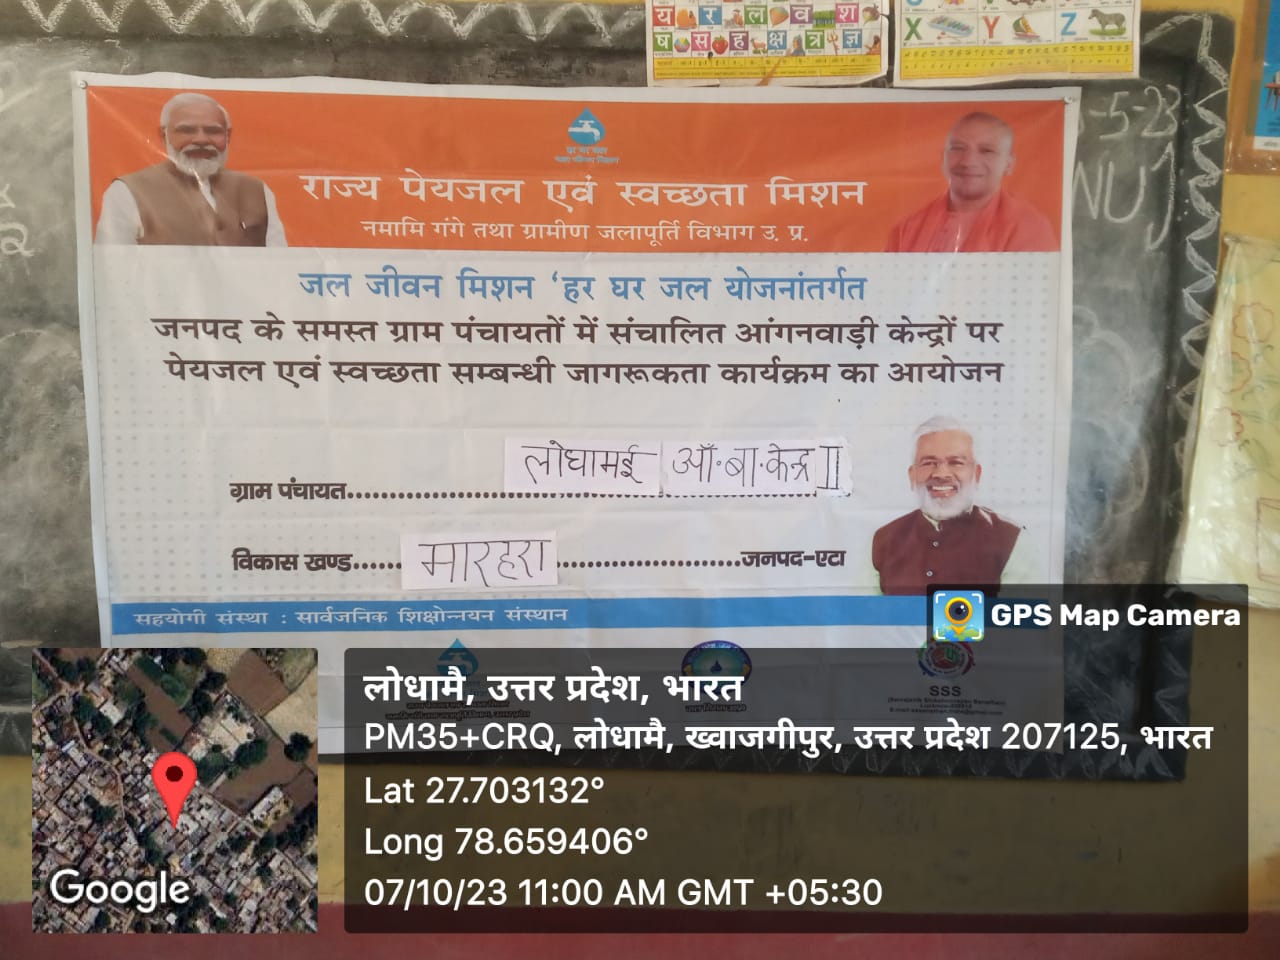 य र ल व श
ष स ह क्ष त्र ज्ञ
X Y Z
-5-23
NU
राज्य पेयजल एवं स्वच्छता मिशन
नमामि गंगे तथा ग्रामीण जलापूर्ति विभाग उ. प्र.
जल जीवन मिशन ‘हर घर जल योजनांतर्गत
जनपद के समस्त ग्राम पंचायतों में संचालित आंगनवाड़ी केन्द्रों पर
पेयजल एवं स्वच्छता सम्बन्धी जागरूकता कार्यक्रम का आयोजन
ग्राम पंचायत......लोधामई ऑ.बा.केन्द्र II
विकास खण्ड......मारहरा......जनपद-एटा
सहयोगी संस्था : सार्वजनिक शिक्षोन्नयन संस्थान
SSS
GPS Map Camera
लोधामै, उत्तर प्रदेश, भारत
PM35+CRQ, लोधामै, ख्वाजगीपुर, उत्तर प्रदेश 207125, भारत
Lat 27.703132°
Long 78.659406°
07/10/23 11:00 AM GMT +05:30
Google